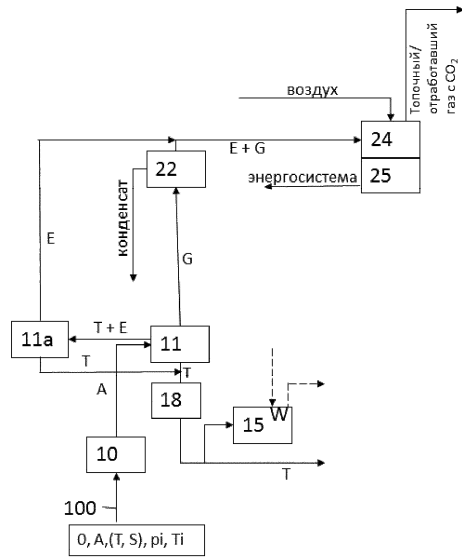 Топочный/
отработавший
газ с CO₂
воздух
24
E + G
22
энергосистема
25
конденсат
E
G
11a
T + E
11
T
T
A
18
W
15
10
T
100
0, A,(T, S), pi, Ti